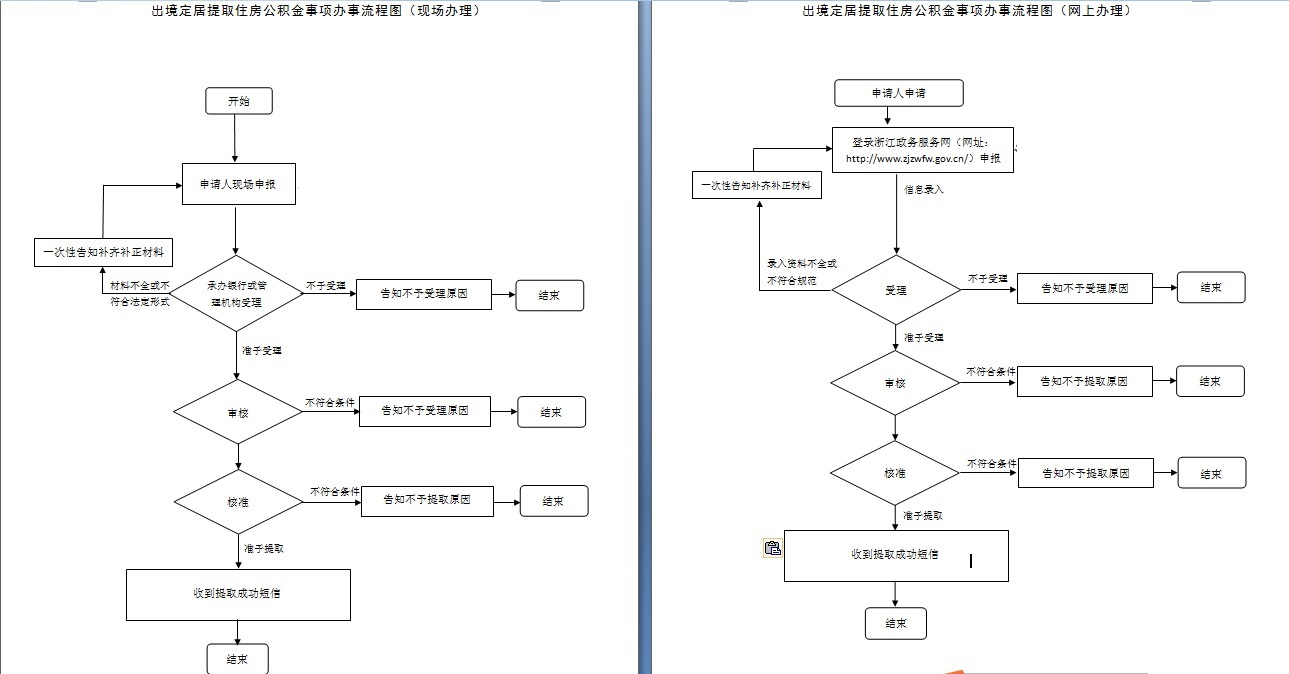 出境定居提取住房公积金事项办事流程图（现场办理）
开始
申请人现场申报
一次性告知补齐补正材料
材料不全或不
符合法定形式
承办银行或管
理机构受理
不予受理
告知不予受理原因
结束
准予受理
审核
不符合条件
告知不予受理原因
结束
核准
不符合条件
告知不予提取原因
结束
准予提取
收到提取成功短信
结束
出境定居提取住房公积金事项办事流程图（网上办理）
申请人申请
登录浙江政务服务网（网址：
http://www.zjzwfw.gov.cn/）申报
一次性告知补齐补正材料
信息录入
录入资料不全或
不符合规范
受理
不予受理
告知不予受理原因
结束
准予受理
审核
不符合条件
告知不予提取原因
结束
核准
不符合条件
告知不予提取原因
结束
准予提取
收到提取成功短信
结束